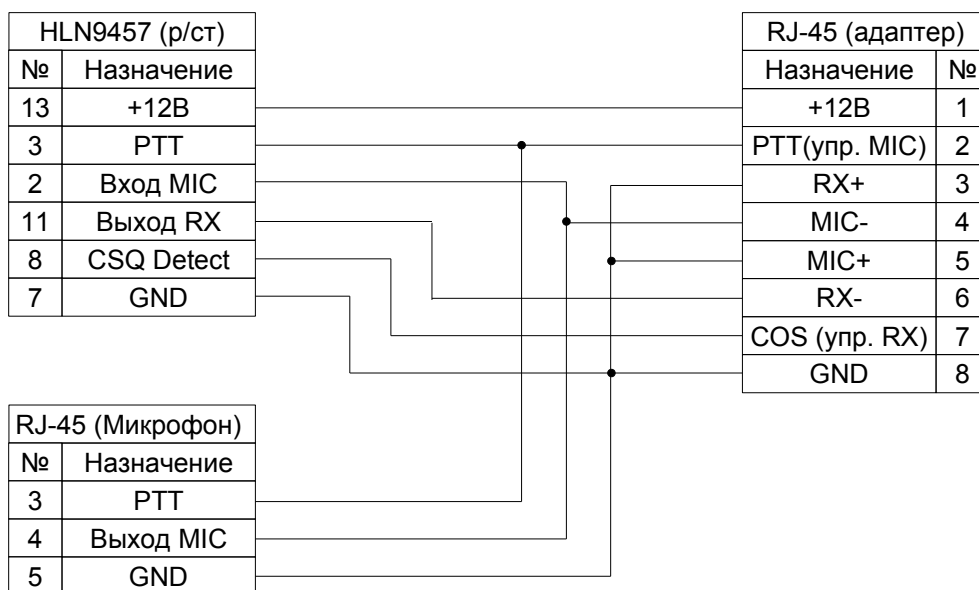 HLN9457 (р/ст)
№ Назначение
13 +12В
3 PTT
2 Вход MIC
11 Выход RX
8 CSQ Detect
7 GND
RJ-45 (адаптер)
Назначение №
+12В 1
PTT(упр. MIC) 2
RX+ 3
MIC- 4
MIC+ 5
RX- 6
COS (упр. RX) 7
GND 8
RJ-45 (Микрофон)
№ Назначение
3 PTT
4 Выход MIC
5 GND